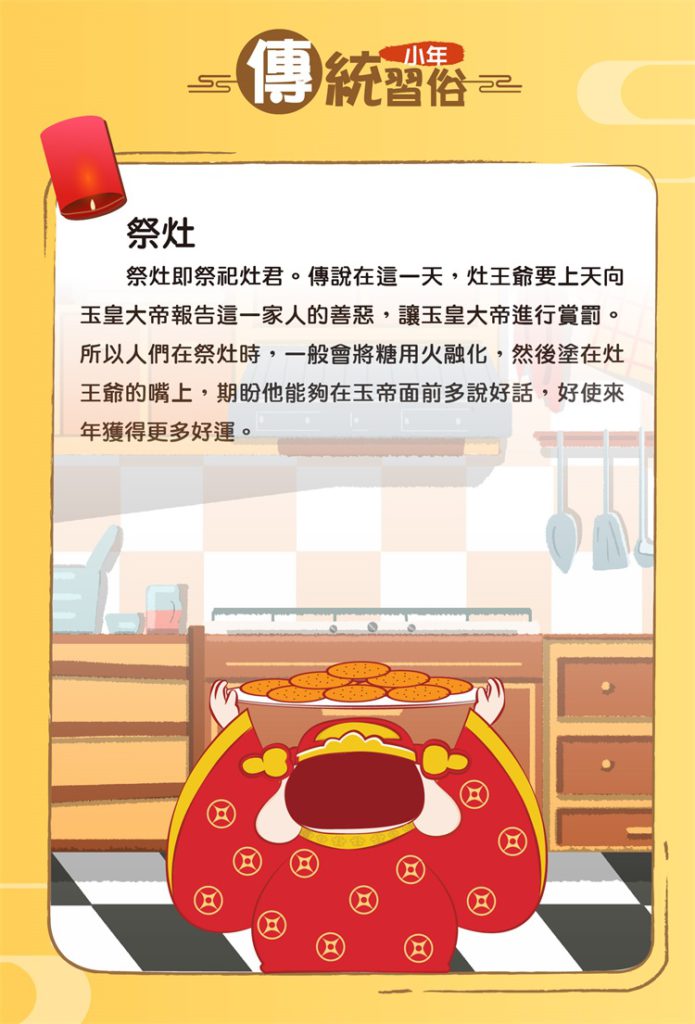 傳統習俗
小年
祭灶
祭灶即祭祀灶君。傳說在這一天，灶王爺要上天向
玉皇大帝報告這一家人的善惡，讓玉皇大帝進行賞罰。
所以人們在祭灶時，一般會將糖用火融化，然後塗在灶
王爺的嘴上，期盼他能夠在玉帝面前多說好話，好使來
年獲得更多好運。